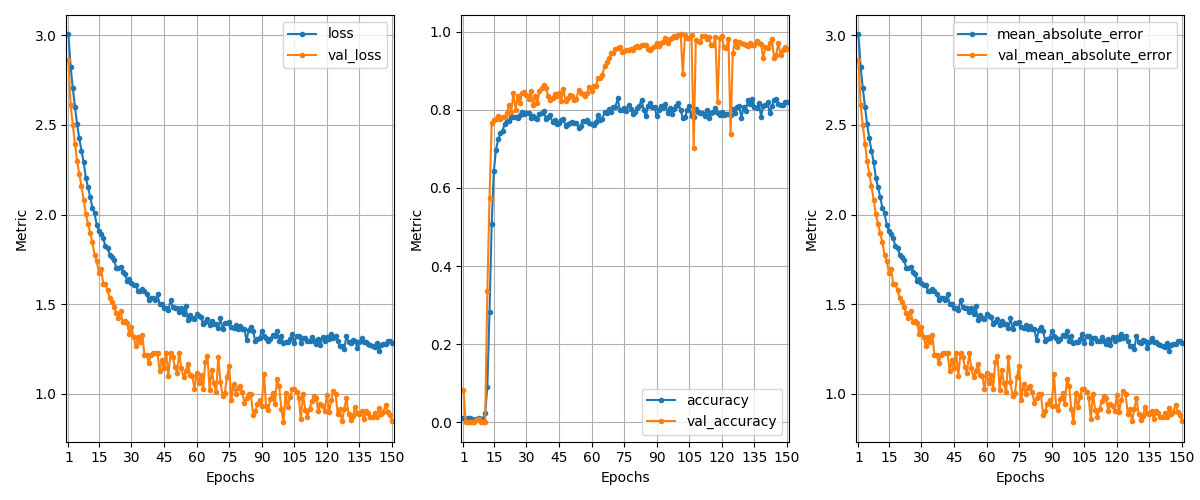 loss
val_loss
3.0
2.5
2.0
1.5
1.0
Metric
1 15 30 45 60 75 90 105 120 135 150
Epochs
1.0
0.8
0.6
0.4
0.2
0.0
Metric
accuracy
val_accuracy
1 15 30 45 60 75 90 105 120 135 150
Epochs
mean_absolute_error
val_mean_absolute_error
3.0
2.5
2.0
1.5
1.0
Metric
1 15 30 45 60 75 90 105 120 135 150
Epochs